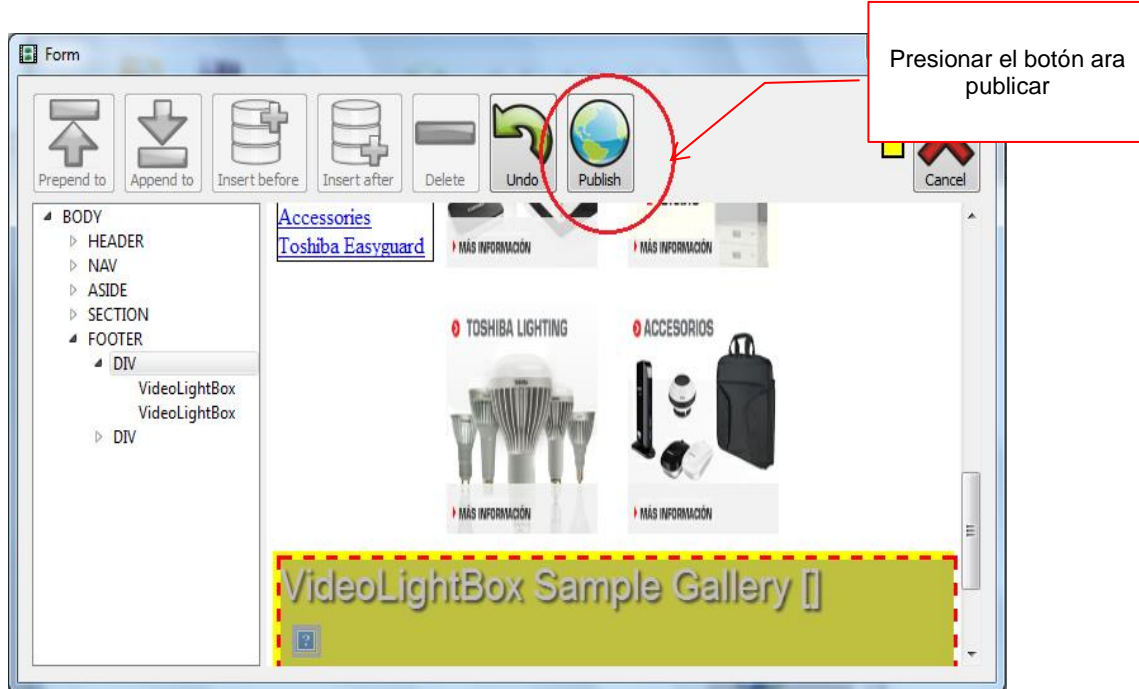 Presionar el botón ara
publicar
Form
Prepend to
Append to
Insert before
Insert after
Delete
Undo
Publish
Cancel
BODY
HEADER
NAV
ASIDE
SECTION
FOOTER
DIV
VideoLightBox
VideoLightBox
DIV
Accessories
Toshiba Easyguard
MÁS INFORMACIÓN
MÁS INFORMACIÓN
TOSHIBA LIGHTING
ACCESORIOS
MÁS INFORMACIÓN
MÁS INFORMACIÓN
VideoLightBox Sample Gallery []
?